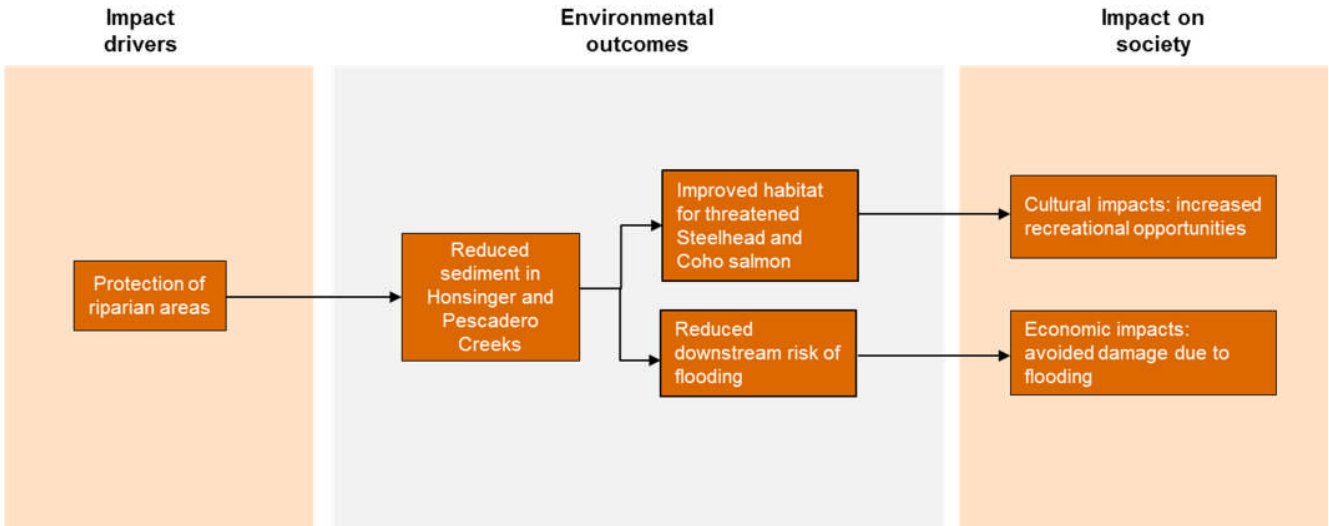 Impact
drivers
Environmental
outcomes
Impact on
society
Protection of
riparian areas
Reduced
sediment in
Honsinger and
Pescadero
Creeks
Improved habitat
for threatened
Steelhead and
Coho salmon
Reduced
downstream risk of
flooding
Cultural impacts: increased
recreational opportunities
Economic impacts:
avoided damage due to
flooding